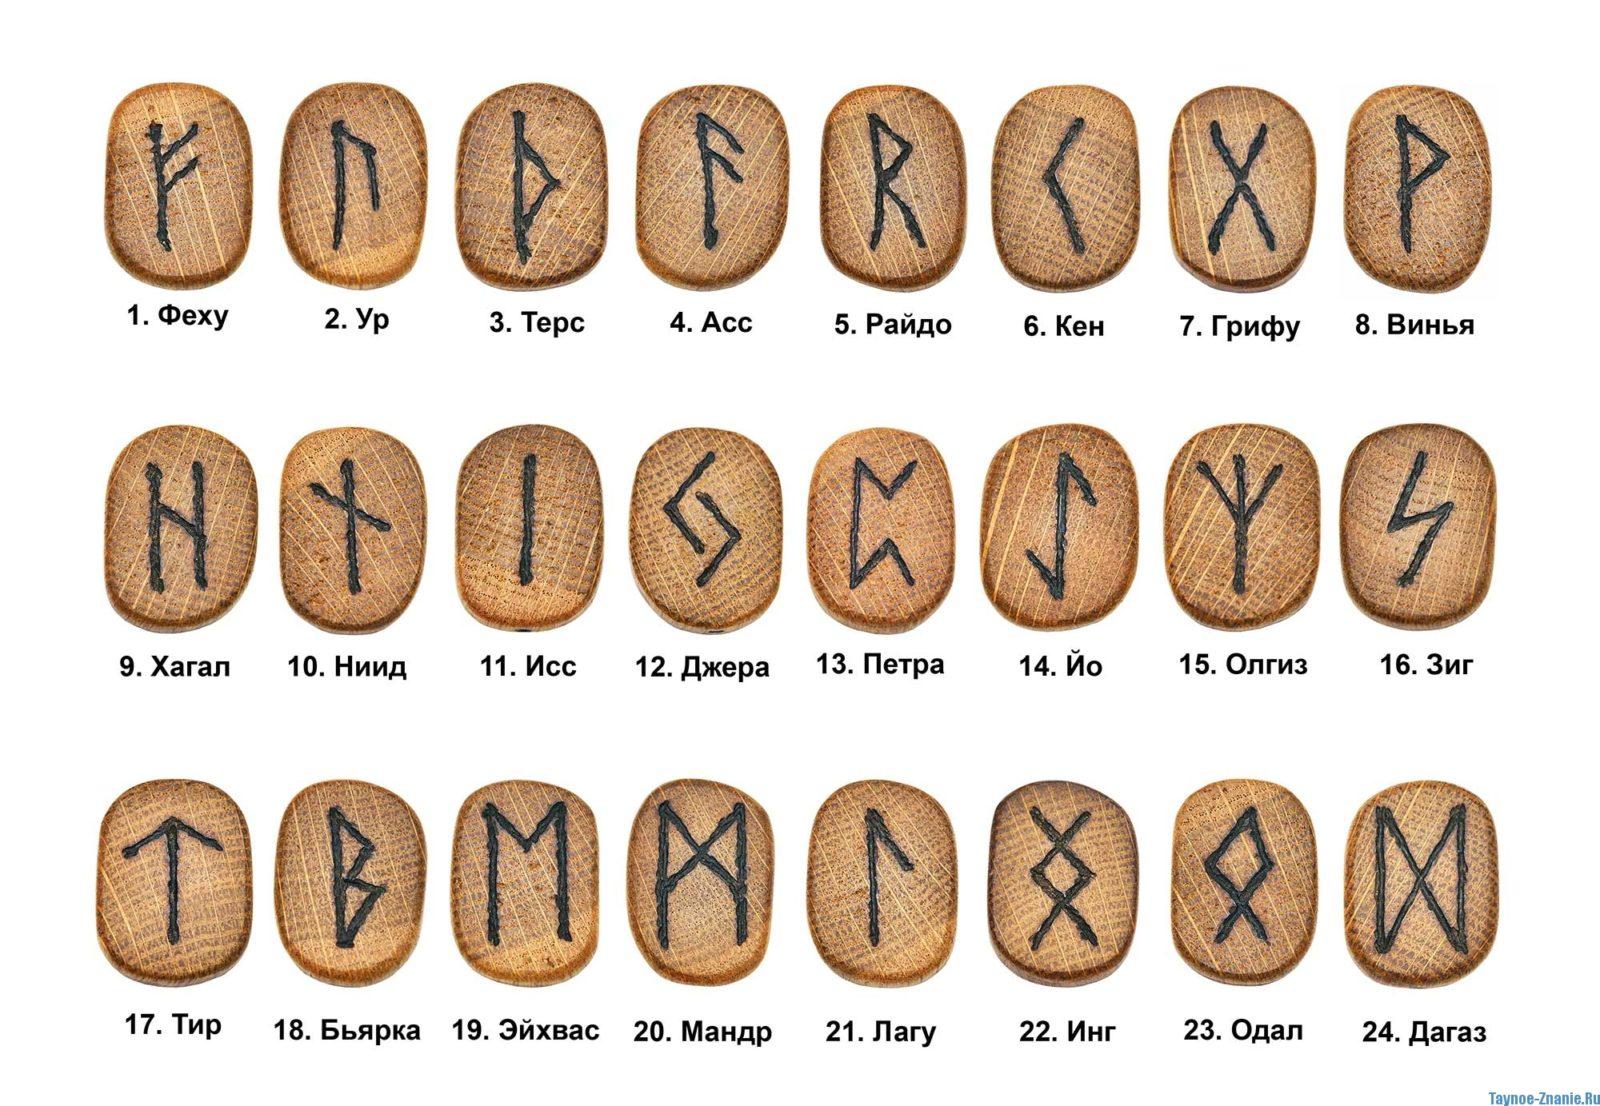 ᚠ ᚢ ᚦ ᚨ ᚱ ᚲ ᚷ ᚹ
1. Феху 2. Ур 3. Терс 4. Асс 5. Райдо 6. Кен 7. Грифу 8. Винья
ᚺ ᚾ ᛁ ᛃ ᛈ ᛇ ᛉ ᛋ
9. Хагал 10. Ниид 11. Исс 12. Джера 13. Петра 14. Йо 15. Олгиз 16. Зиг
ᛏ ᛒ ᛖ ᛗ ᛚ ᛝ ᛟ ᛞ
17. Тир 18. Бьярка 19. Эйхвас 20. Мандр 21. Лагу 22. Инг 23. Одал 24. Дагаз
Taynoe-Znanie.Ru